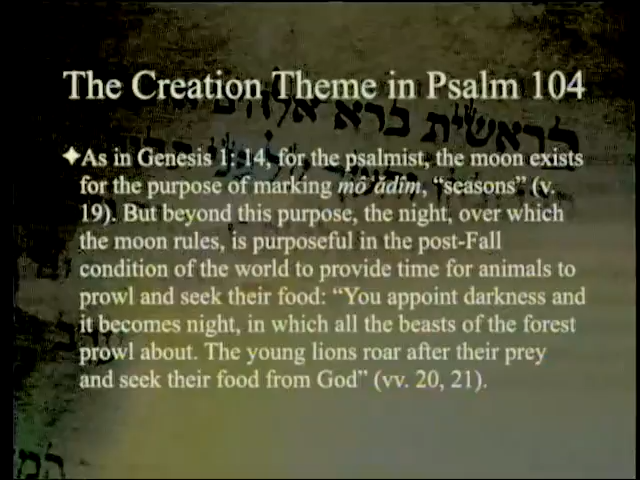 The Creation Theme in Psalm 104
בראשית ברא אלהים
✦As in Genesis 1: 14, for the psalmist, the moon exists
for the purpose of marking mô‘ădîm, “seasons” (v.
19). But beyond this purpose, the night, over which
the moon rules, is purposeful in the post-Fall
condition of the world to provide time for animals to
prowl and seek their food: “You appoint darkness and
it becomes night, in which all the beasts of the forest
prowl about. The young lions roar after their prey
and seek their food from God” (vv. 20, 21).